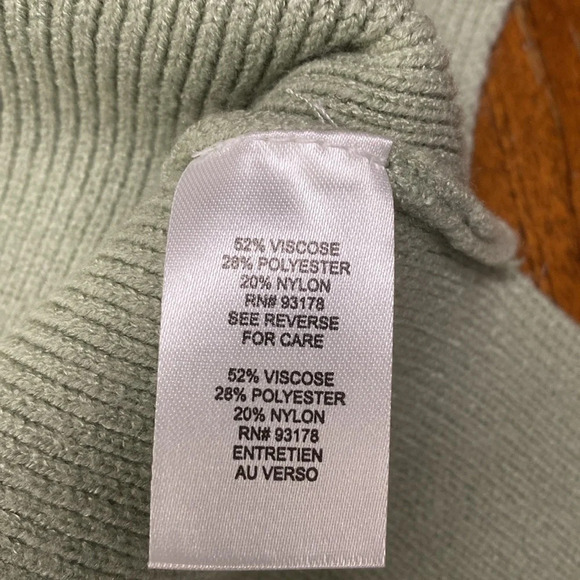 52% VISCOSE
28% POLYESTER
20% NYLON
RN# 93178
SEE REVERSE
FOR CARE
52% VISCOSE
28% POLYESTER
20% NYLON
RN# 93178
ENTRETIEN
AU VERSO